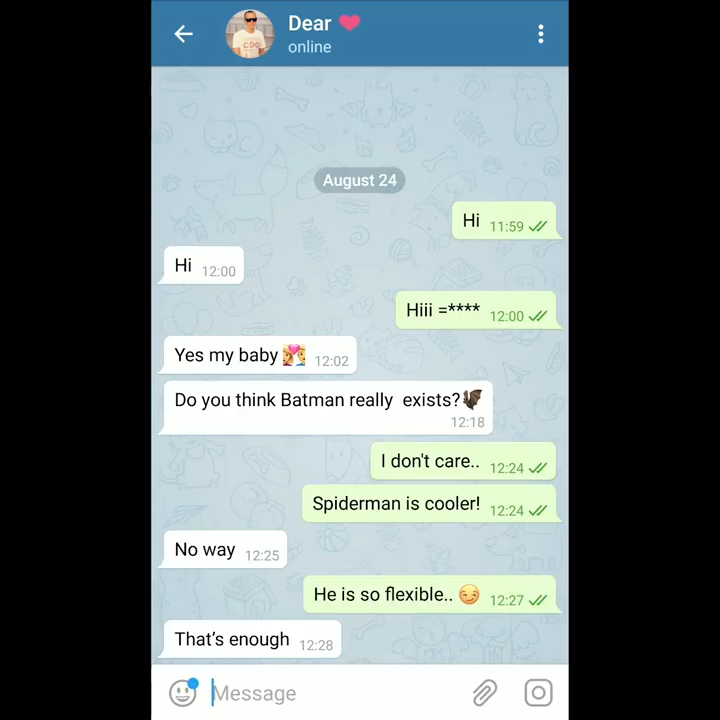 Dear ❤
online
August 24
Hi 11:59
Hi 12:00
Hiii =**** 12:00
Yes my baby 💏 12:02
Do you think Batman really exists?🦇
12:18
I don't care.. 12:24
Spiderman is cooler! 12:24
No way 12:25
He is so flexible.. 😏 12:27
That's enough 12:28
Message